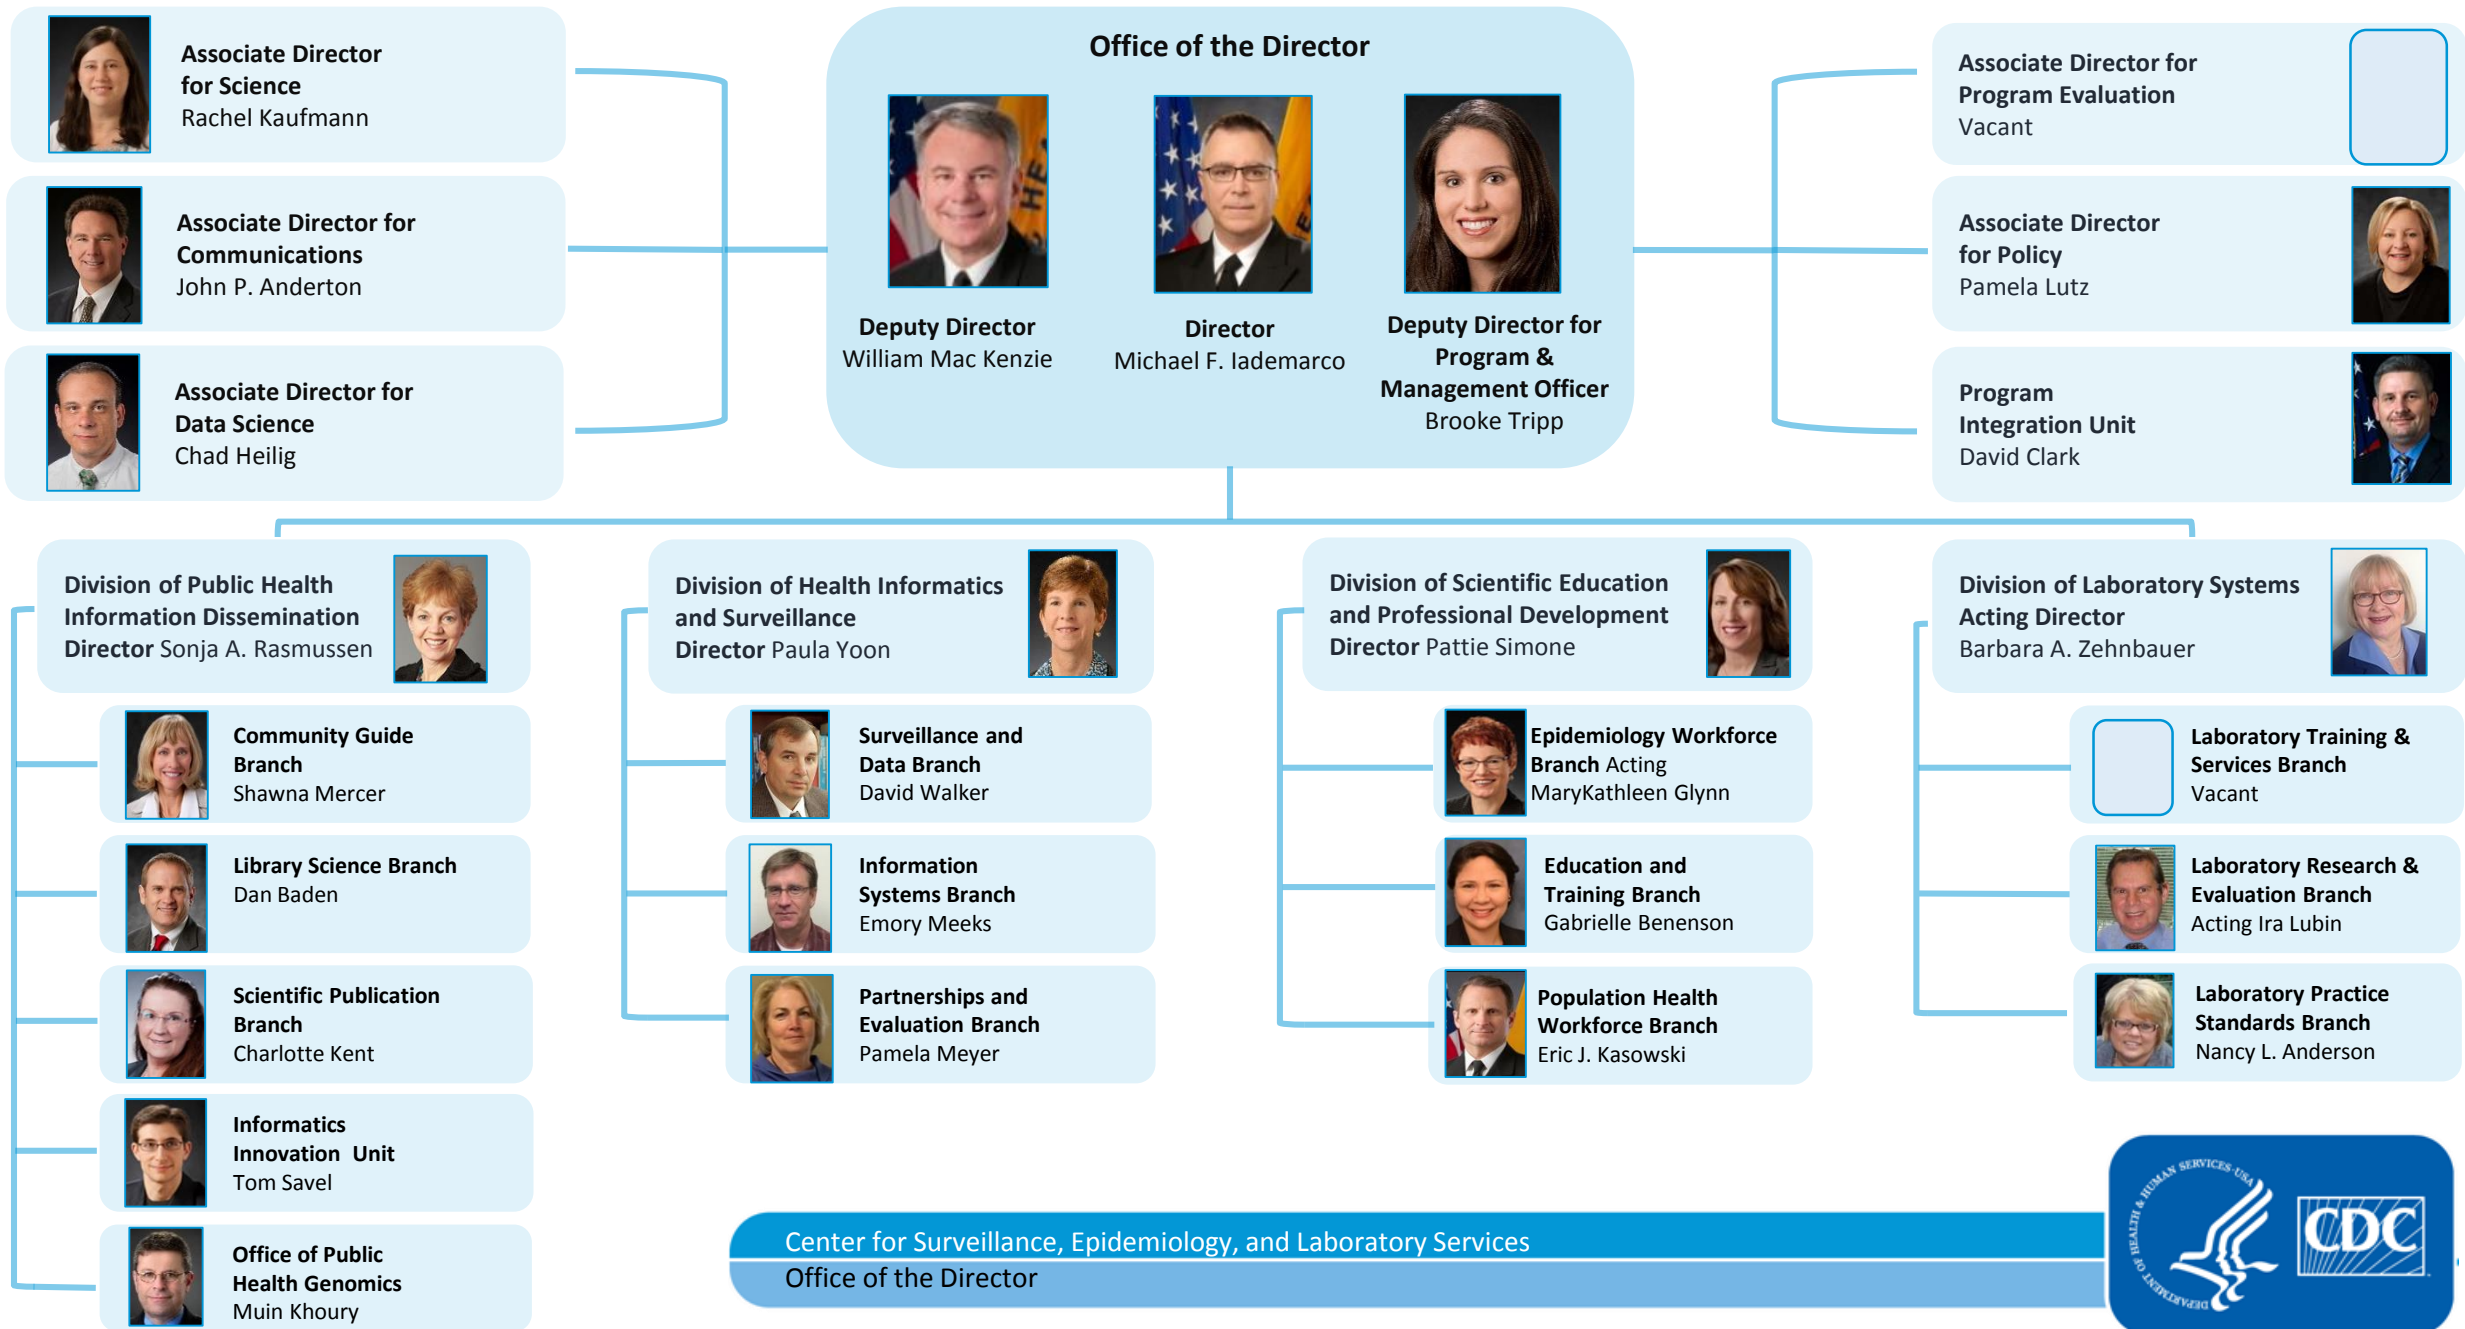 Associate Director
for Science
Rachel Kaufmann
Associate Director for
Communications
John P. Anderton
Associate Director for
Data Science
Chad Heilig
Office of the Director
Deputy Director
William Mac Kenzie
Director
Michael F. Iademarco
Deputy Director for
Program &
Management Officer
Brooke Tripp
Associate Director for
Program Evaluation
Vacant
Associate Director
for Policy
Pamela Lutz
Program
Integration Unit
David Clark
Division of Public Health
Information Dissemination
Director Sonja A. Rasmussen
Community Guide
Branch
Shawna Mercer
Library Science Branch
Dan Baden
Scientific Publication
Branch
Charlotte Kent
Informatics
Innovation Unit
Tom Savel
Office of Public
Health Genomics
Muin Khoury
Division of Health Informatics
and Surveillance
Director Paula Yoon
Surveillance and
Data Branch
David Walker
Information
Systems Branch
Emory Meeks
Partnerships and
Evaluation Branch
Pamela Meyer
Division of Scientific Education
and Professional Development
Director Pattie Simone
Epidemiology Workforce
Branch Acting
MaryKathleen Glynn
Education and
Training Branch
Gabrielle Benenson
Population Health
Workforce Branch
Eric J. Kasowski
Division of Laboratory Systems
Acting Director
Barbara A. Zehnbauer
Laboratory Training &
Services Branch
Vacant
Laboratory Research &
Evaluation Branch
Acting Ira Lubin
Laboratory Practice
Standards Branch
Nancy L. Anderson
Center for Surveillance, Epidemiology, and Laboratory Services
Office of the Director
DEPARTMENT OF HEALTH & HUMAN SERVICES·USA
CDC